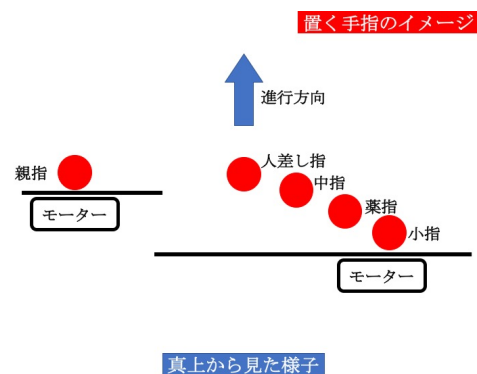 置く手指のイメージ
進行方向
親指
人差し指
中指
薬指
小指
モーター
モーター
真上から見た様子